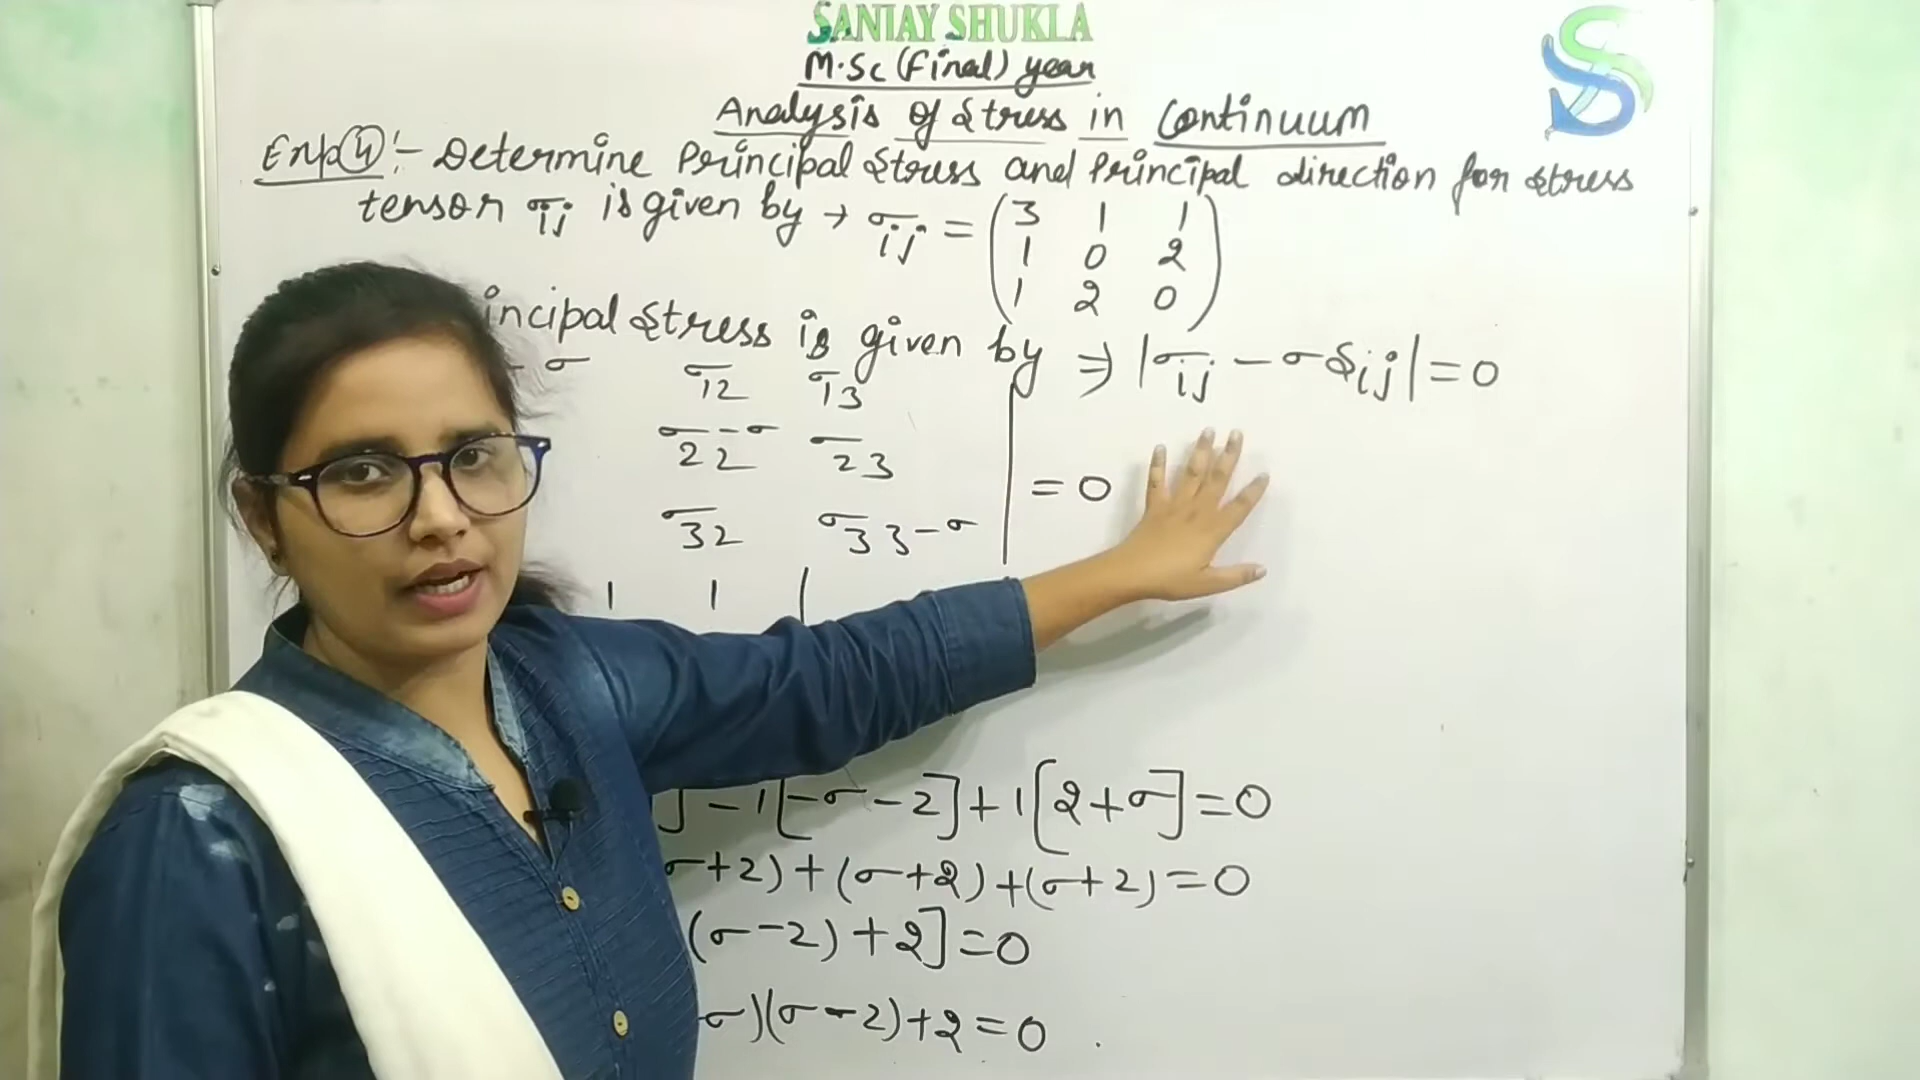 SANJAY SHUKLA
M.Sc (Final) year
Analysis of Stress in Continuum
Exp 4 :- Determine Principal Stress and Principal direction for stress
tensor σij is given by → σij = (3 1 1
1 0 2
1 2 0)
incipal Stress is given by ⇒ |σij - σδij| = 0
- σ σ12 σ13
σ22-σ σ23
= 0
σ32 σ33-σ
1 1 |
] - 1[-σ-2] + 1[2+σ] = 0
σ+2) + (σ+2) + (σ+2) = 0
(σ-2) + 2] = 0
σ)(σ-2) + 2 = 0